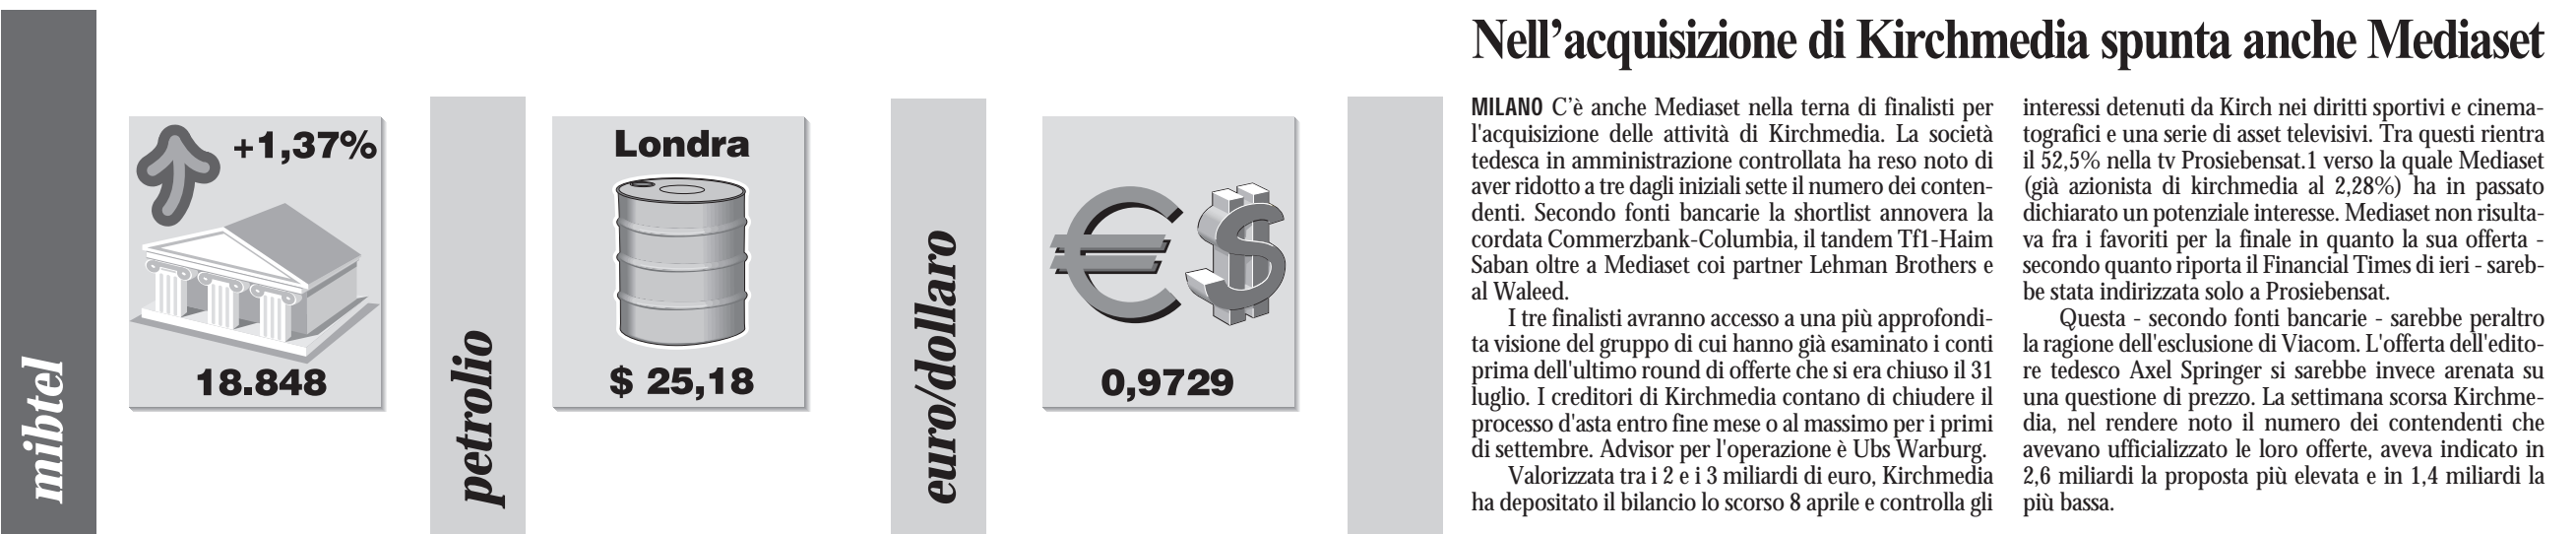 mibtel
+1,37%
18.848
petrolio
Londra
$ 25,18
euro/dollaro
0,9729
Nell'acquisizione di Kirchmedia spunta anche Mediaset
MILANO C'è anche Mediaset nella terna di finalisti per
l'acquisizione delle attività di Kirchmedia. La società
tedesca in amministrazione controllata ha reso noto di
aver ridotto a tre dagli iniziali sette il numero dei conten-
denti. Secondo fonti bancarie la shortlist annovera la
cordata Commerzbank-Columbia, il tandem Tf1-Haim
Saban oltre a Mediaset coi partner Lehman Brothers e
al Waleed.
I tre finalisti avranno accesso a una più approfondi-
ta visione del gruppo di cui hanno già esaminato i conti
prima dell'ultimo round di offerte che si era chiuso il 31
luglio. I creditori di Kirchmedia contano di chiudere il
processo d'asta entro fine mese o al massimo per i primi
di settembre. Advisor per l'operazione è Ubs Warburg.
Valorizzata tra i 2 e i 3 miliardi di euro, Kirchmedia
ha depositato il bilancio lo scorso 8 aprile e controlla gli
interessi detenuti da Kirch nei diritti sportivi e cinema-
tografici e una serie di asset televisivi. Tra questi rientra
il 52,5% nella tv Prosiebensat.1 verso la quale Mediaset
(già azionista di kirchmedia al 2,28%) ha in passato
dichiarato un potenziale interesse. Mediaset non risulta-
va fra i favoriti per la finale in quanto la sua offerta -
secondo quanto riporta il Financial Times di ieri - sareb-
be stata indirizzata solo a Prosiebensat.
Questa - secondo fonti bancarie - sarebbe peraltro
la ragione dell'esclusione di Viacom. L'offerta dell'edito-
re tedesco Axel Springer si sarebbe invece arenata su
una questione di prezzo. La settimana scorsa Kirchme-
dia, nel rendere noto il numero dei contendenti che
avevano ufficializzato le loro offerte, aveva indicato in
2,6 miliardi la proposta più elevata e in 1,4 miliardi la
più bassa.